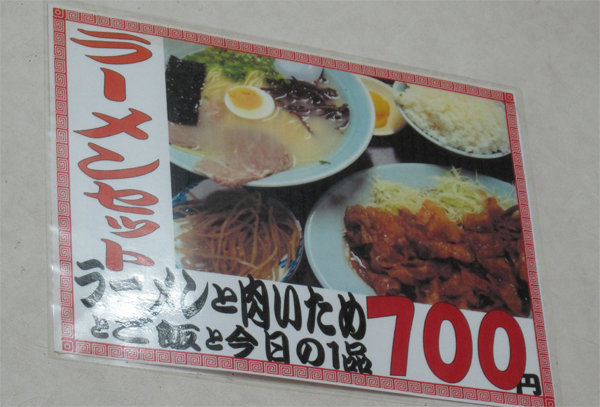 ラーメンセット
ラーメンと肉いため
とご飯と今日の1品
700円